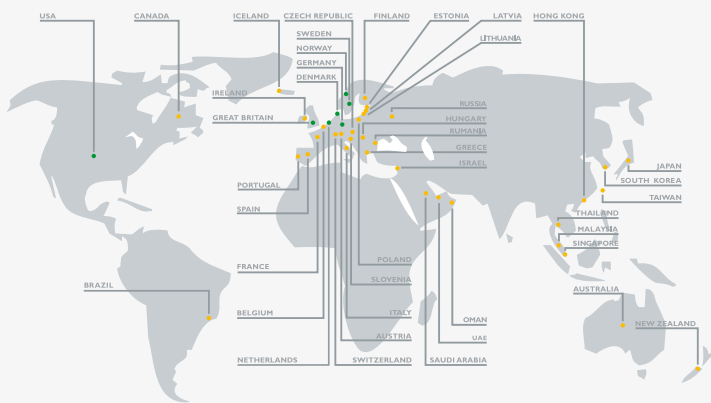 USA
CANADA
ICELAND
CZECH REPUBLIC
FINLAND
ESTONIA
LATVIA
HONG KONG
SWEDEN
LITHUANIA
NORWAY
GERMANY
DENMARK
IRELAND
RUSSIA
GREAT BRITAIN
HUNGARY
RUMANIA
GREECE
ISRAEL
JAPAN
SOUTH KOREA
PORTUGAL
TAIWAN
SPAIN
THAILAND
MALAYSIA
SINGAPORE
FRANCE
POLAND
SLOVENIA
BRAZIL
AUSTRALIA
BELGIUM
ITALY
OMAN
NEW ZEALAND
AUSTRIA
UAE
NETHERLANDS
SWITZERLAND
SAUDI ARABIA